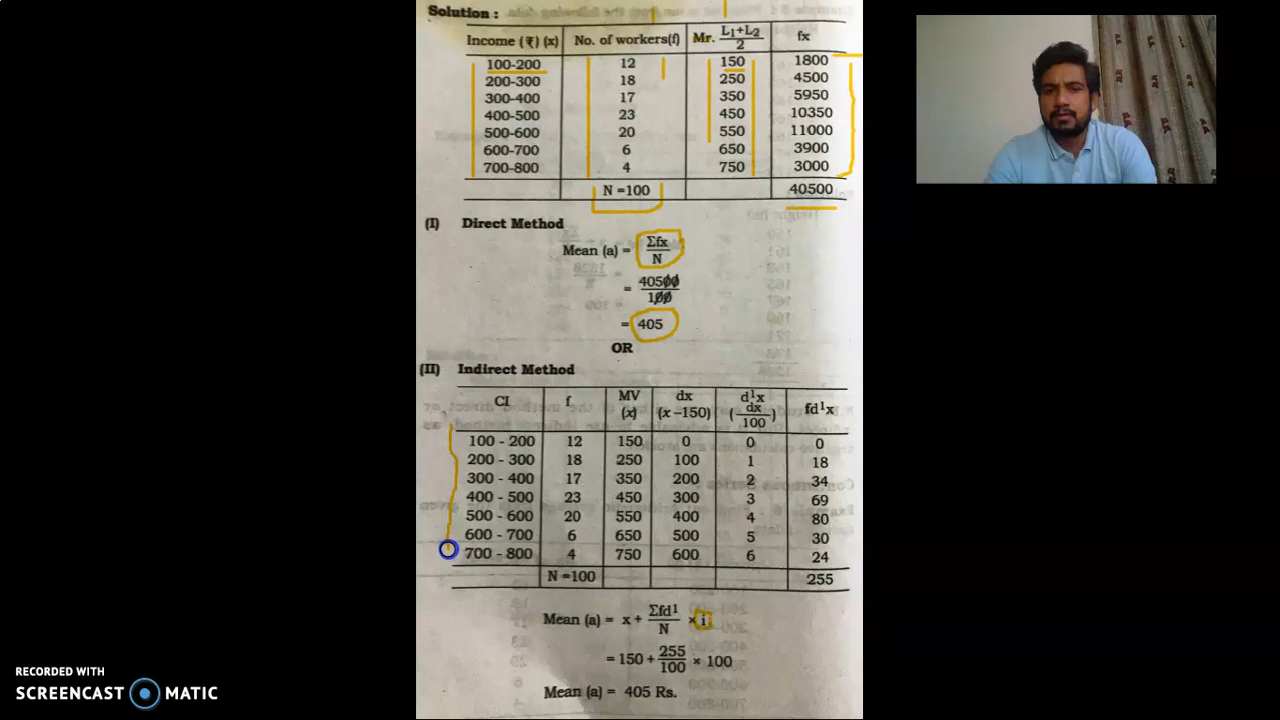 Solution :
Income (₹) (x) No. of workers(f) Mr. L₁+L₂/2 fx
100-200 12 150 1800
200-300 18 250 4500
300-400 17 350 5950
400-500 23 450 10350
500-600 20 550 11000
600-700 6 650 3900
700-800 4 750 3000
N =100 40500
(I) Direct Method
Mean (a) = Σfx/N
= 40500/100
= 405
OR
(II) Indirect Method
CI f MV (x) dx (x –150) d¹x (dx/100) fd¹x
100 - 200 12 150 0 0 0
200 - 300 18 250 100 1 18
300 - 400 17 350 200 2 34
400 - 500 23 450 300 3 69
500 - 600 20 550 400 4 80
600 - 700 6 650 500 5 30
700 - 800 4 750 600 6 24
N =100 255
Mean (a) = x + Σfd¹/N × i
= 150 + 255/100 × 100
Mean (a) = 405 Rs.
RECORDED WITH
SCREENCAST MATIC